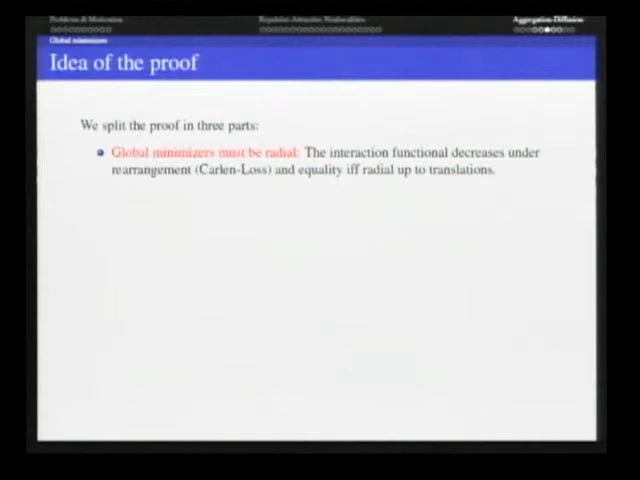 Problems & Motivation Repulsive-Attractive Nonlocalities Aggregation-Diffusion
Global minimizers
Idea of the proof
We split the proof in three parts:
Global minimizers must be radial: The interaction functional decreases under
rearrangement (Carlen-Loss) and equality iff radial up to translations.